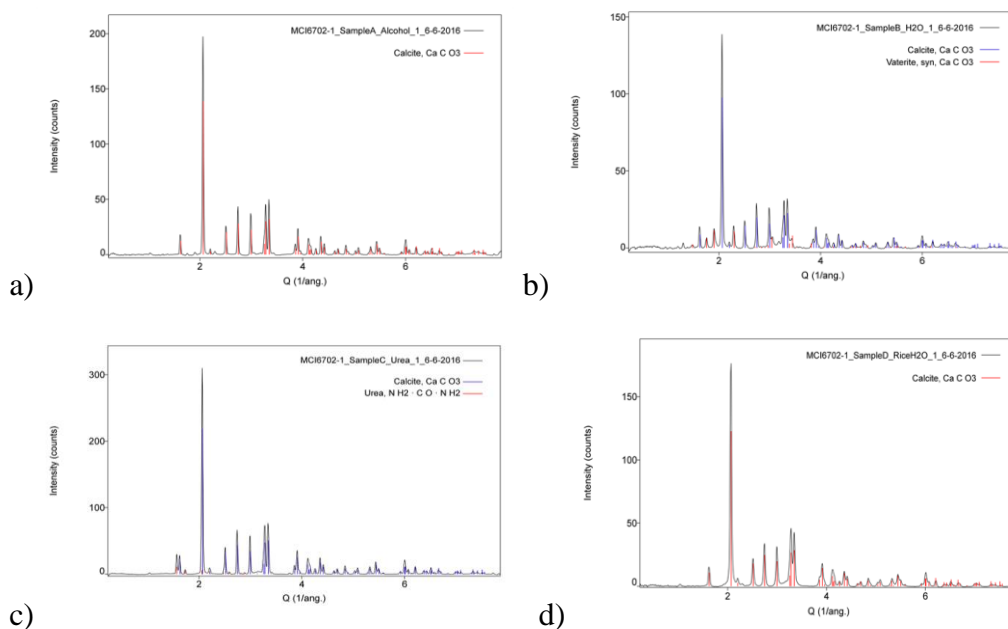 MCI6702-1_SampleA_Alcohol_1_6-6-2016
Calcite, Ca C O3
200
150
100
50
0
Intensity (counts)
2 4 6
Q (1/ang.)
a)
MCI6702-1_SampleB_H2O_1_6-6-2016
Calcite, Ca C O3
Vaterite, syn, Ca C O3
150
100
50
0
Intensity (counts)
2 4 6
Q (1/ang.)
b)
MCI6702-1_SampleC_Urea_1_6-6-2016
Calcite, Ca C O3
Urea, N H2 · C O · N H2
300
200
100
0
Intensity (counts)
2 4 6
Q (1/ang.)
c)
MCI6702-1_SampleD_RiceH2O_1_6-6-2016
Calcite, Ca C O3
150
100
50
0
Intensity (counts)
2 4 6
Q (1/ang.)
d)